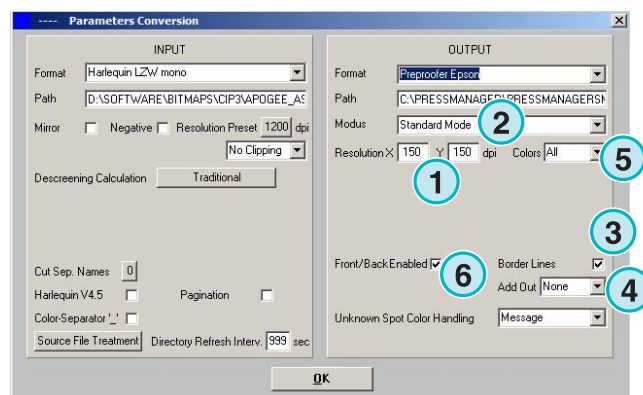 ---- Parameters Conversion
INPUT
Format Harlequin LZW mono
Path D:\SOFTWARE\BITMAPS\CIP3\APOGEE_AS
Mirror Negative Resolution Preset 1200 dpi
No Clipping
Descreening Calculation Traditional
Cut Sep. Names 0
Harlequin V4.5 Pagination
Color-Separator '_'
Source File Treatment Directory Refresh Interv. 999 sec
OUTPUT
Format Preproofer Epson
Path C:\PRESSMANAGER\PRESSMANAGERSM
Modus Standard Mode 2
Resolution X 150 Y 150 dpi Colors All 5
1
3
Front/Back Enabled 6 Border Lines
Add Out None 4
Unknown Spot Color Handling Message
OK